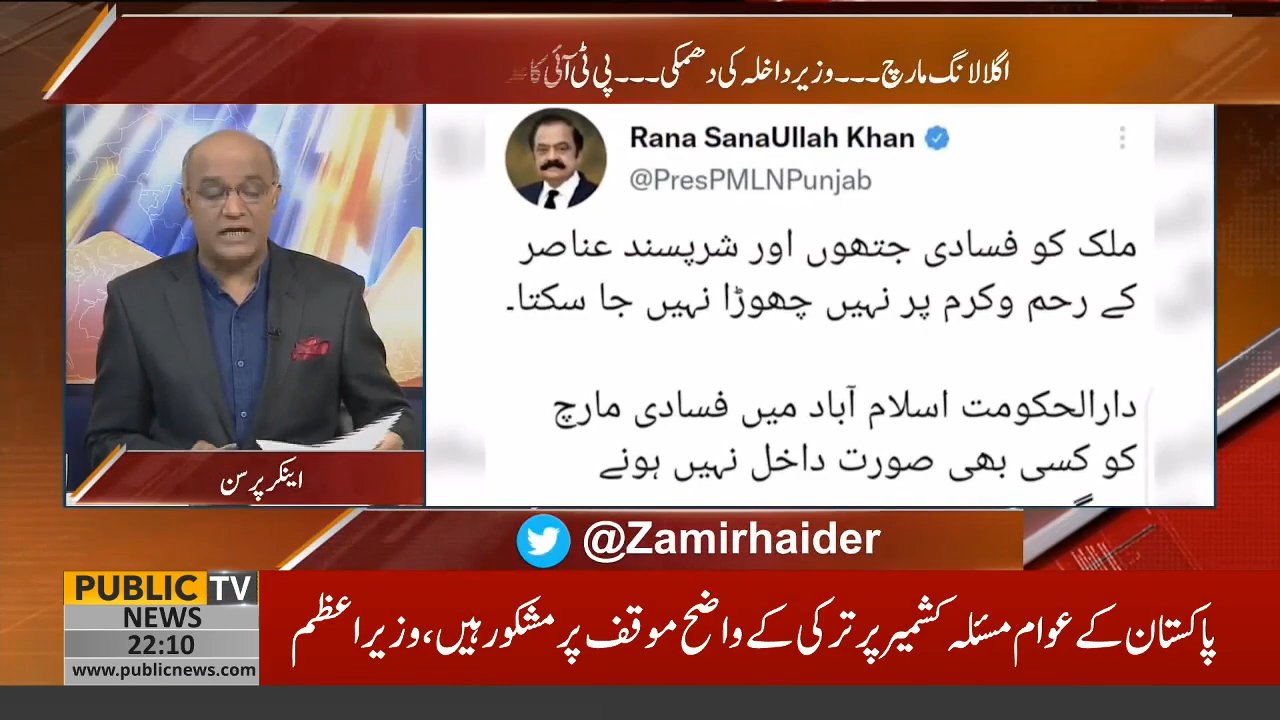 اگلا لانگ مارچ۔۔۔وزیر داخلہ کی دھمکی۔۔۔پی ٹی آئی کا
Rana SanaUllah Khan
@PresPMLNPunjab
ملک کو فسادی جتھوں اور شرپسند عناصر
کے رحم وکرم پر نہیں چھوڑا نہیں جا سکتا۔
دارالحکومت اسلام آباد میں فسادی مارچ
کو کسی بھی صورت داخل نہیں ہونے
اینکر پرسن
@Zamirhaider
PUBLIC TV
NEWS
22:10
www.publicnews.com
پاکستان کے عوام مسئلہ کشمیر پر ترکی کے واضح موقف پر مشکور ہیں، وزیراعظم